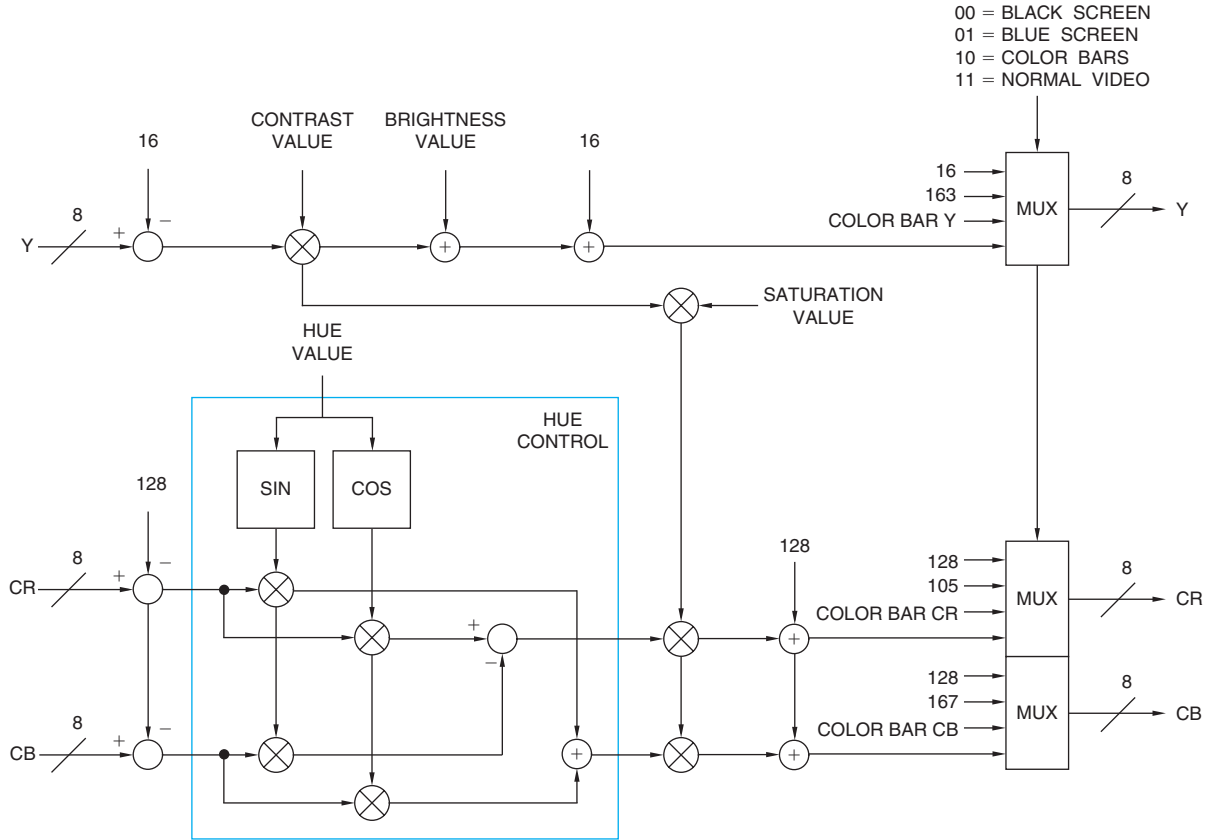 00 = BLACK SCREEN
01 = BLUE SCREEN
10 = COLOR BARS
11 = NORMAL VIDEO
CONTRAST
VALUE
BRIGHTNESS
VALUE
16
16
16
163
COLOR BAR Y
MUX
8
Y
Y
8
+
−
+
+
SATURATION
VALUE
HUE
VALUE
HUE
CONTROL
SIN
COS
128
CR
8
+
−
+
−
128
+
128
105
COLOR BAR CR
MUX
8
CR
CB
8
+
−
+
+
128
167
COLOR BAR CB
MUX
8
CB